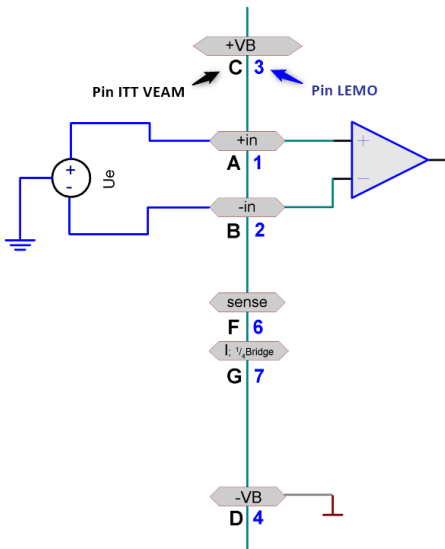 +VB
C 3
Pin ITT VEAM
Pin LEMO
+in
A 1
+
-
Ue
+
-in
B 2
sense
F 6
I; 1/4Bridge
G 7
-VB
D 4